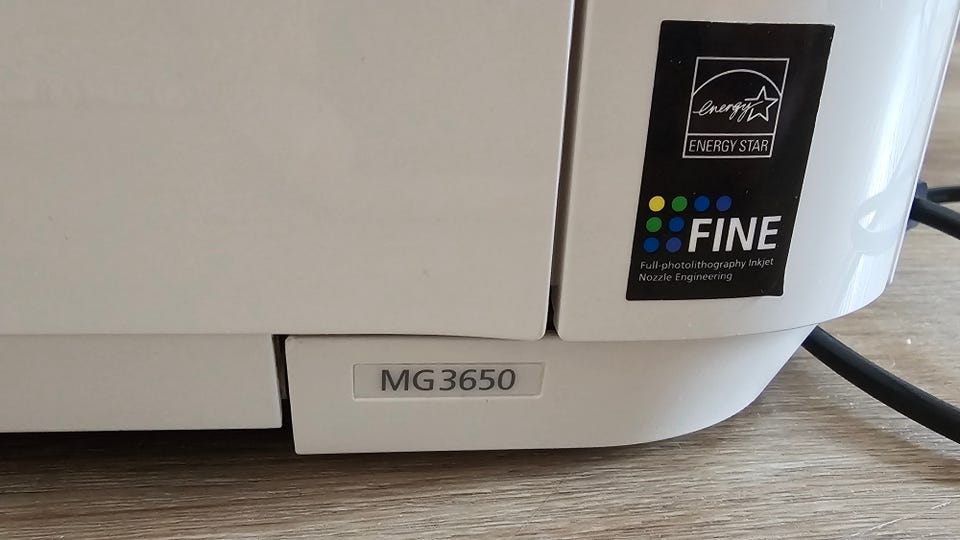 energy
ENERGY STAR
FINE
Full-photolithography Inkjet
Nozzle Engineering
MG3650